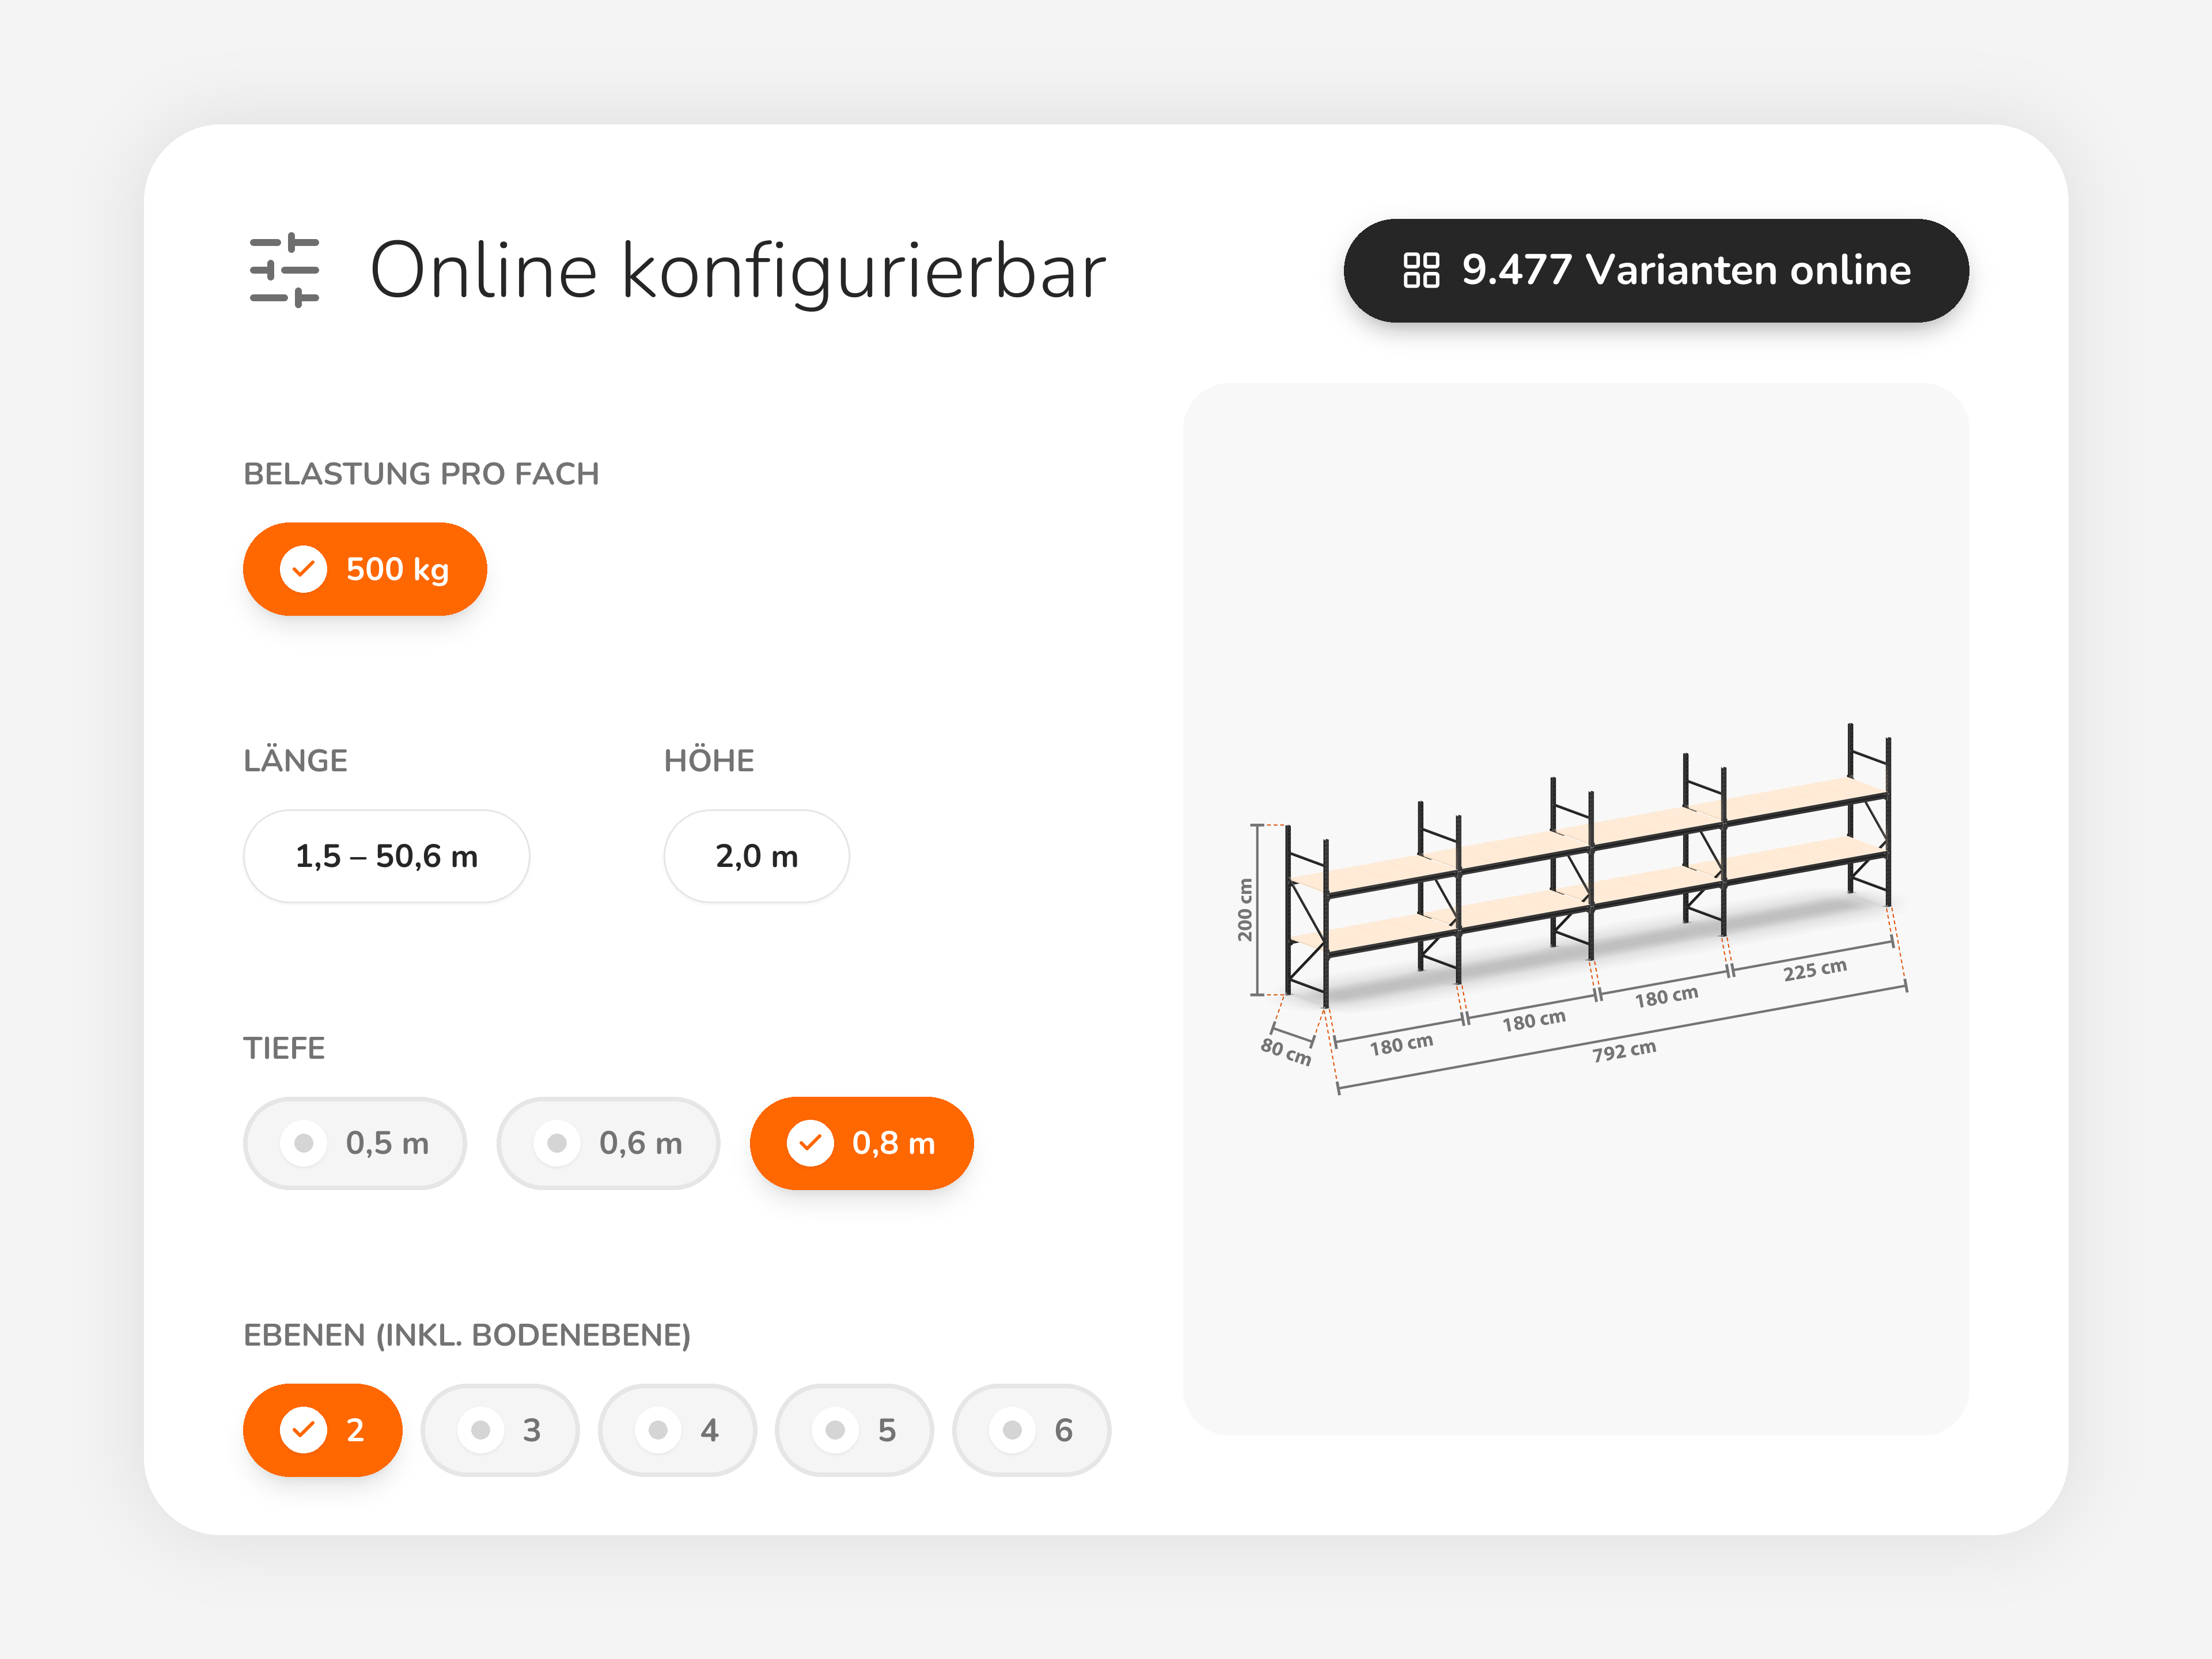 Online konfigurierbar
9.477 Varianten online
BELASTUNG PRO FACH
500 kg
LÄNGE
HÖHE
1,5 – 50,6 m
2,0 m
TIEFE
0,5 m
0,6 m
0,8 m
EBENEN (INKL. BODENEBENE)
2
3
4
5
6
200 cm
80 cm
180 cm
180 cm
180 cm
225 cm
792 cm